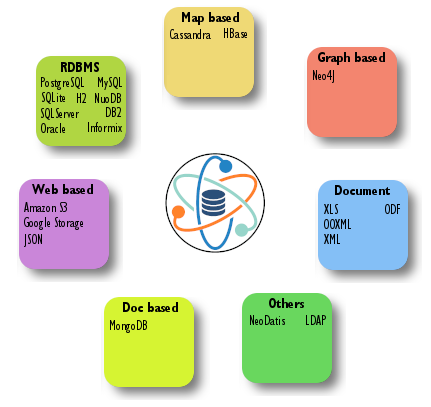 Map based
Cassandra HBase
RDBMS
PostgreSQL MySQL
SQLite H2 NuoDB
SQLServer DB2
Oracle Informix
Graph based
Neo4J
Web based
Amazon S3
Google Storage
JSON
Document
XLS ODF
OOXML
XML
Doc based
MongoDB
Others
NeoDatis LDAP